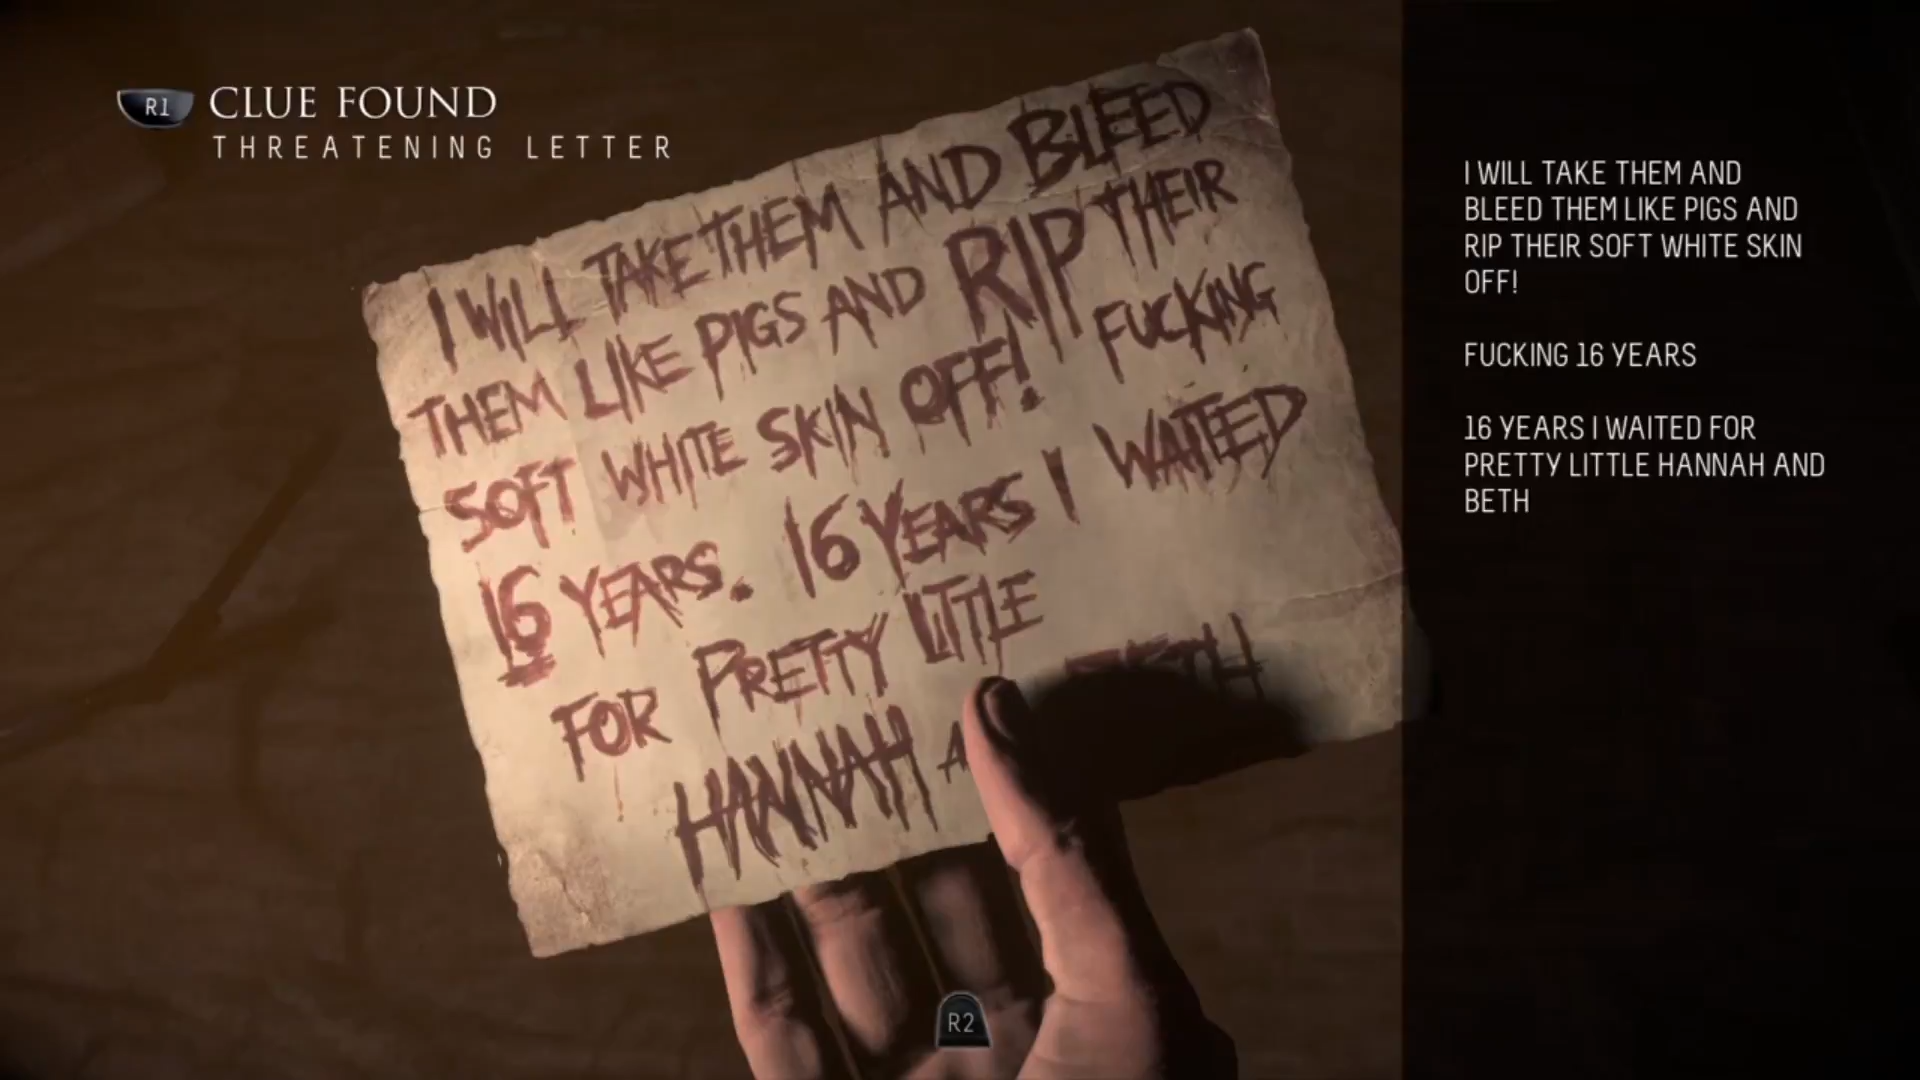 R1 CLUE FOUND
THREATENING LETTER
I WILL TAKE THEM AND BLEED
THEM LIKE PIGS AND RIP THEIR
SOFT WHITE SKIN OFF! FUCKING
16 YEARS. 16 YEARS I WAITED
FOR PRETTY LITTLE
HANNAH A BETH
I WILL TAKE THEM AND
BLEED THEM LIKE PIGS AND
RIP THEIR SOFT WHITE SKIN
OFF!
FUCKING 16 YEARS
16 YEARS I WAITED FOR
PRETTY LITTLE HANNAH AND
BETH
R2